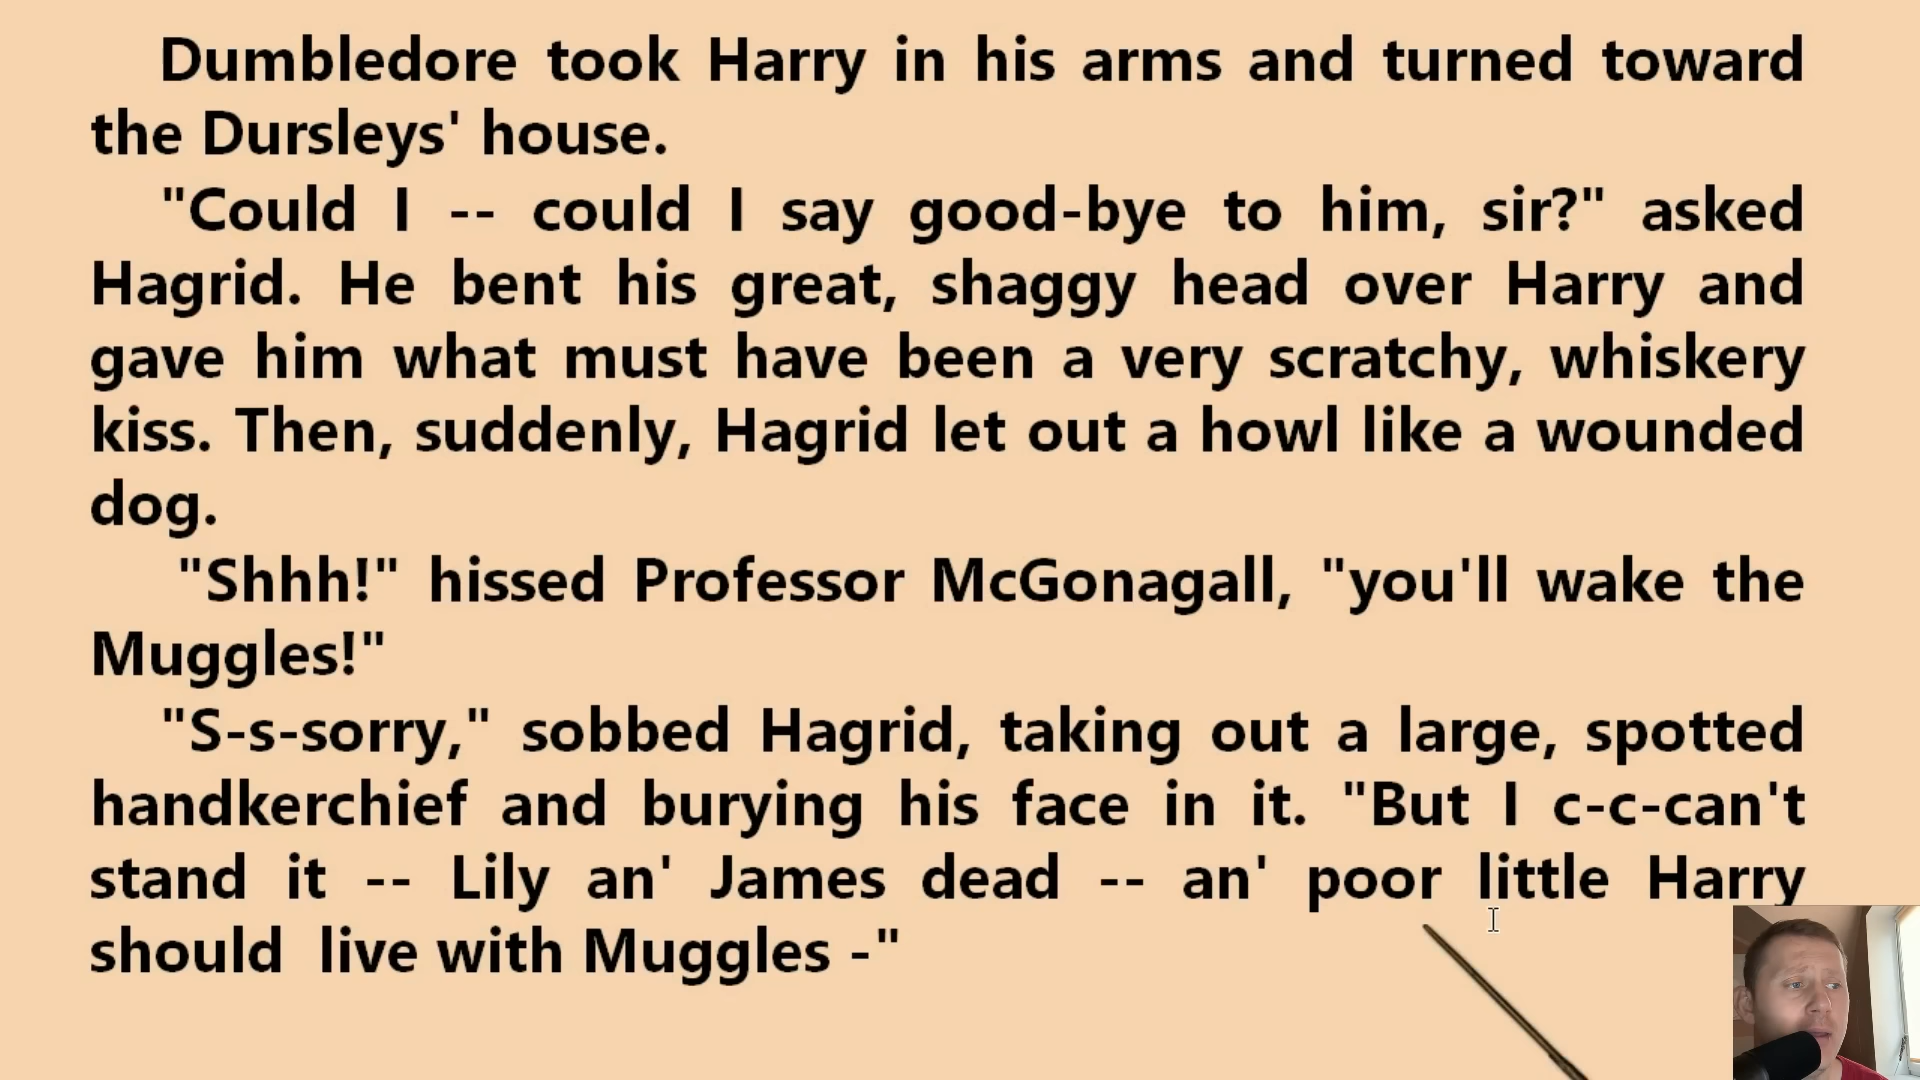 Dumbledore took Harry in his arms and turned toward
the Dursleys' house.
"Could I -- could I say good-bye to him, sir?" asked
Hagrid. He bent his great, shaggy head over Harry and
gave him what must have been a very scratchy, whiskery
kiss. Then, suddenly, Hagrid let out a howl like a wounded
dog.
"Shhh!" hissed Professor McGonagall, "you'll wake the
Muggles!"
"S-s-sorry," sobbed Hagrid, taking out a large, spotted
handkerchief and burying his face in it. "But I c-c-can't
stand it -- Lily an' James dead -- an' poor little Harry
should live with Muggles -"